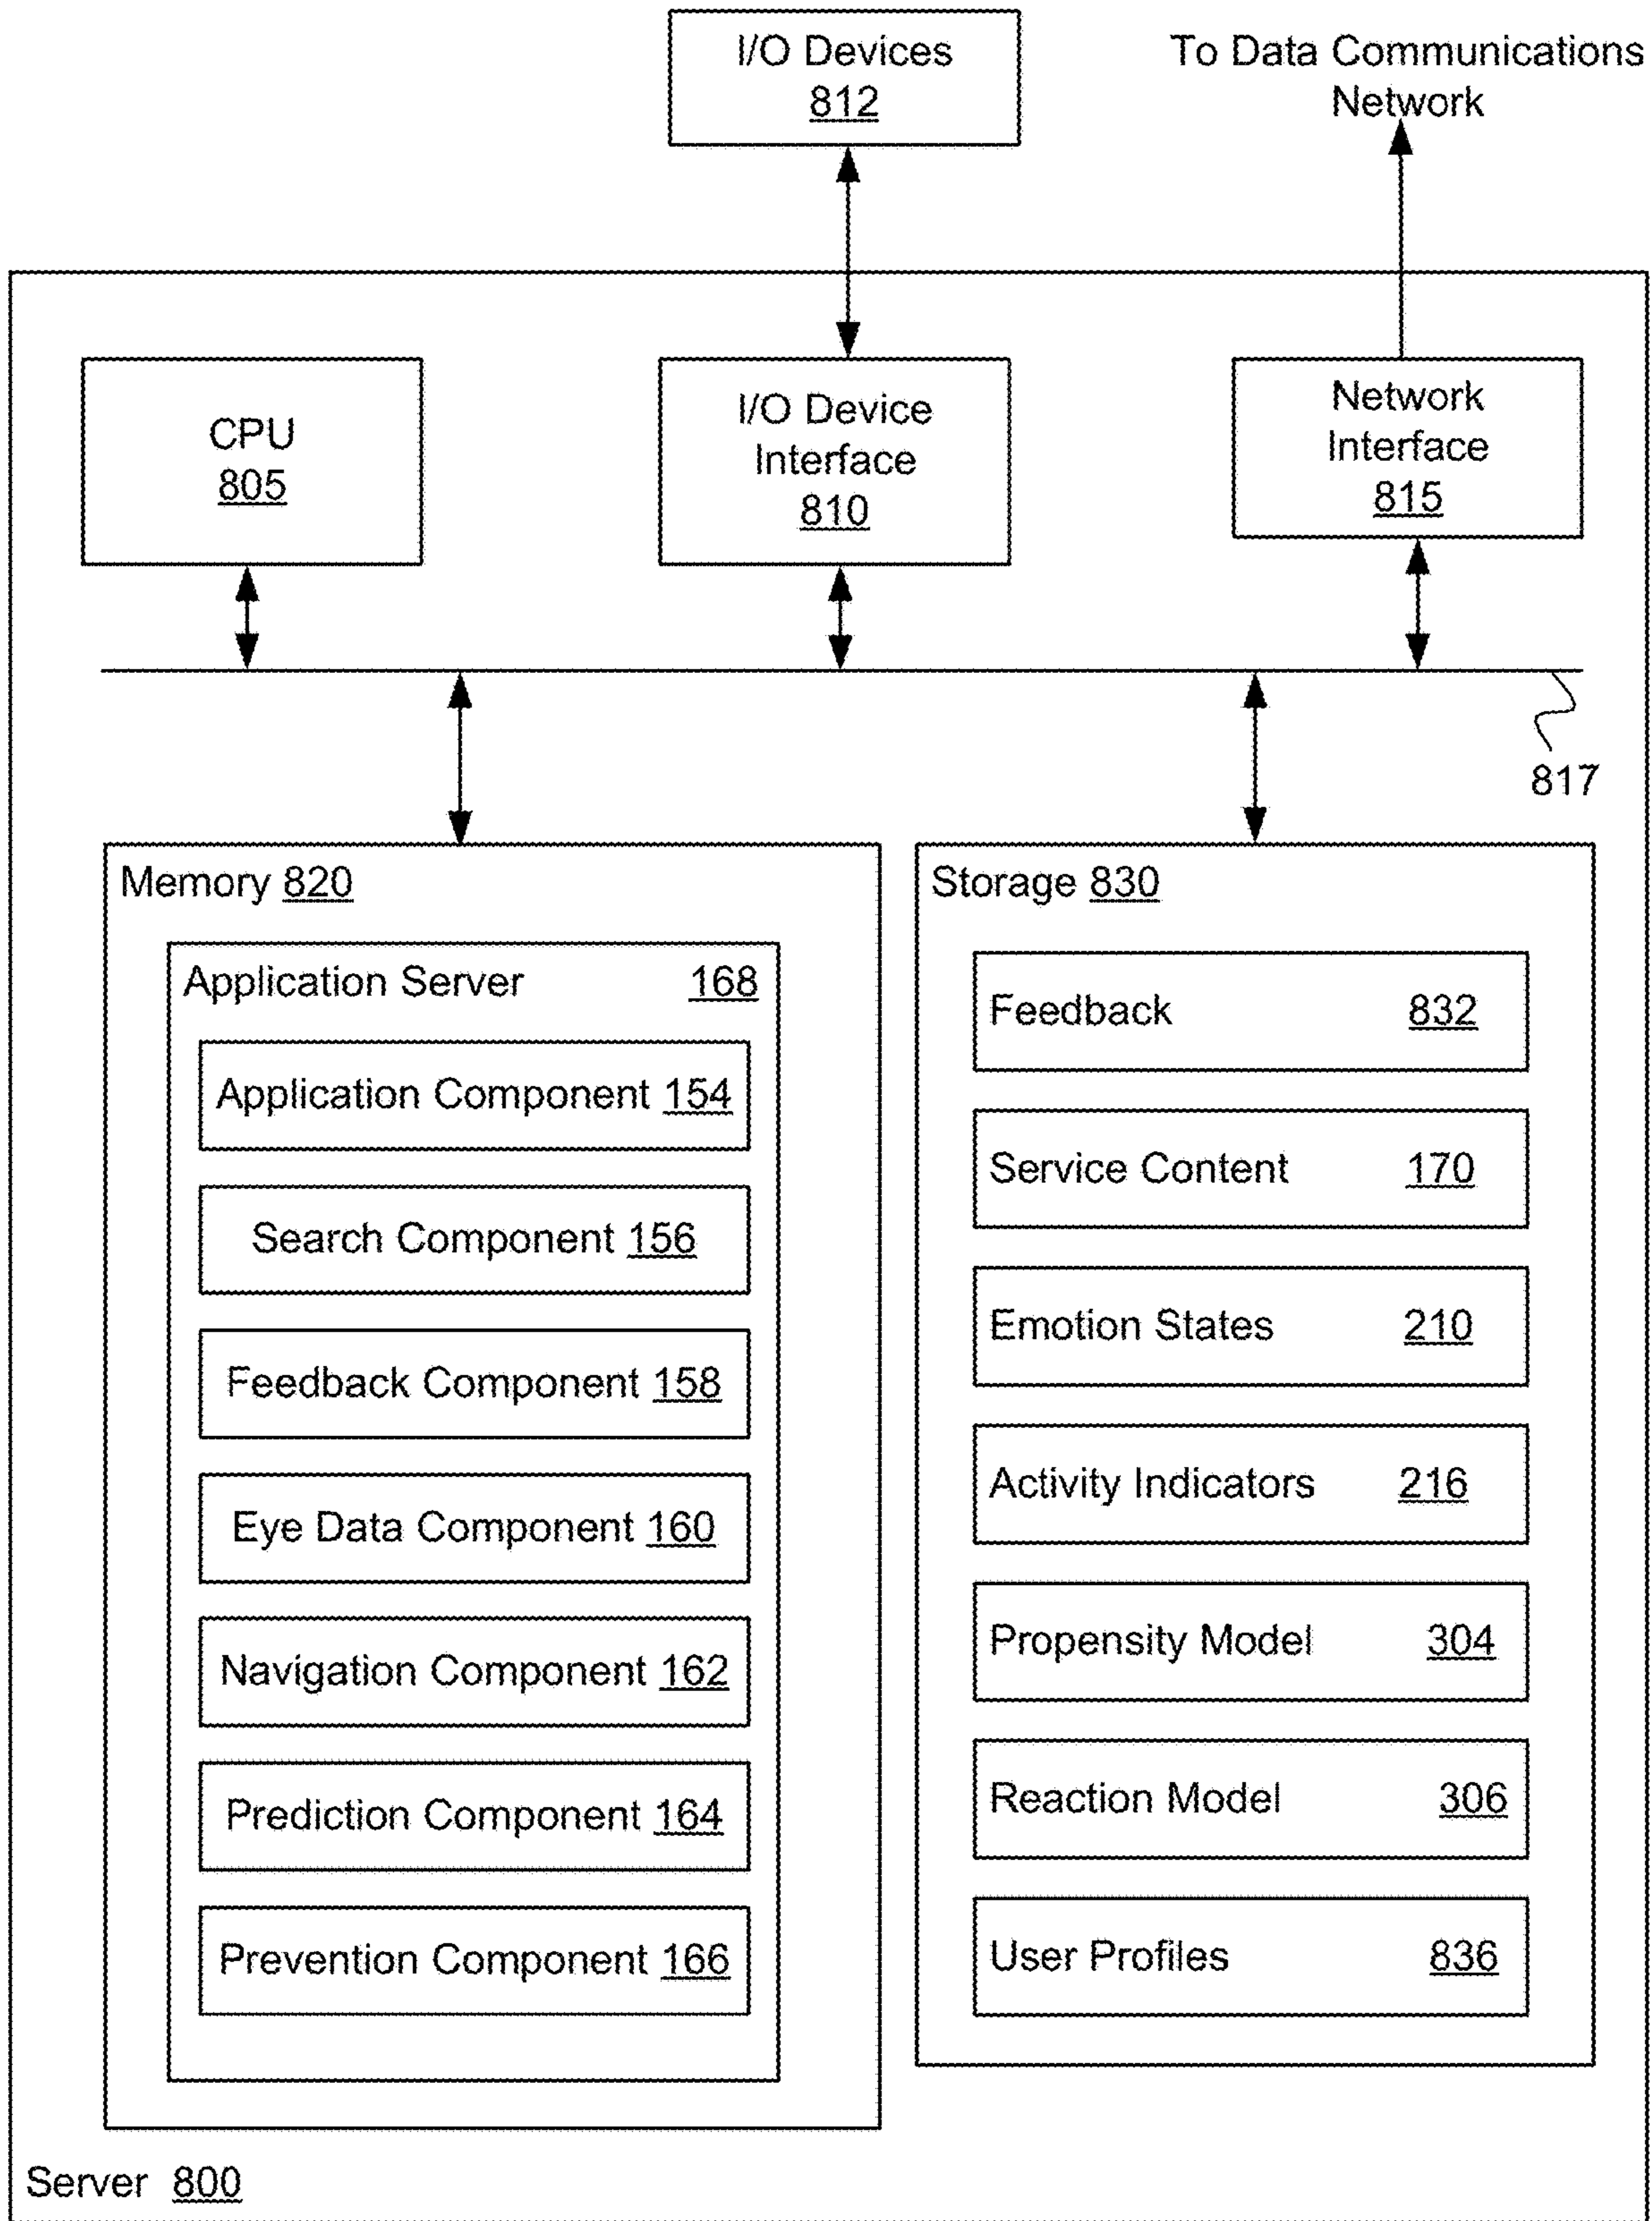 I/O Devices
812
To Data Communications
Network
CPU
805
I/O Device
Interface
810
Network
Interface
815
817
Memory 820
Application Server 168
Application Component 154
Search Component 156
Feedback Component 158
Eye Data Component 160
Navigation Component 162
Prediction Component 164
Prevention Component 166
Storage 830
Feedback 832
Service Content 170
Emotion States 210
Activity Indicators 216
Propensity Model 304
Reaction Model 306
User Profiles 836
Server 800